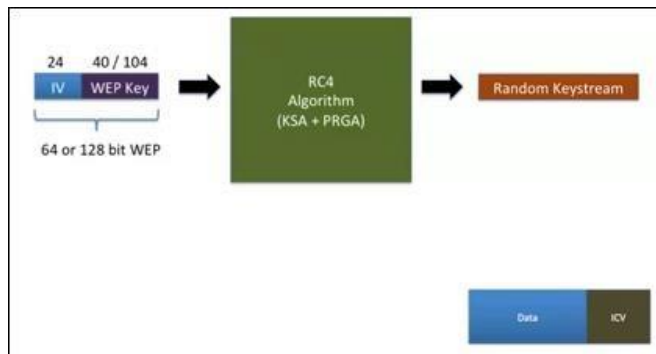 24 40 / 104
IV WEP Key
64 or 128 bit WEP
RC4
Algorithm
(KSA + PRGA)
Random Keystream
Data ICV